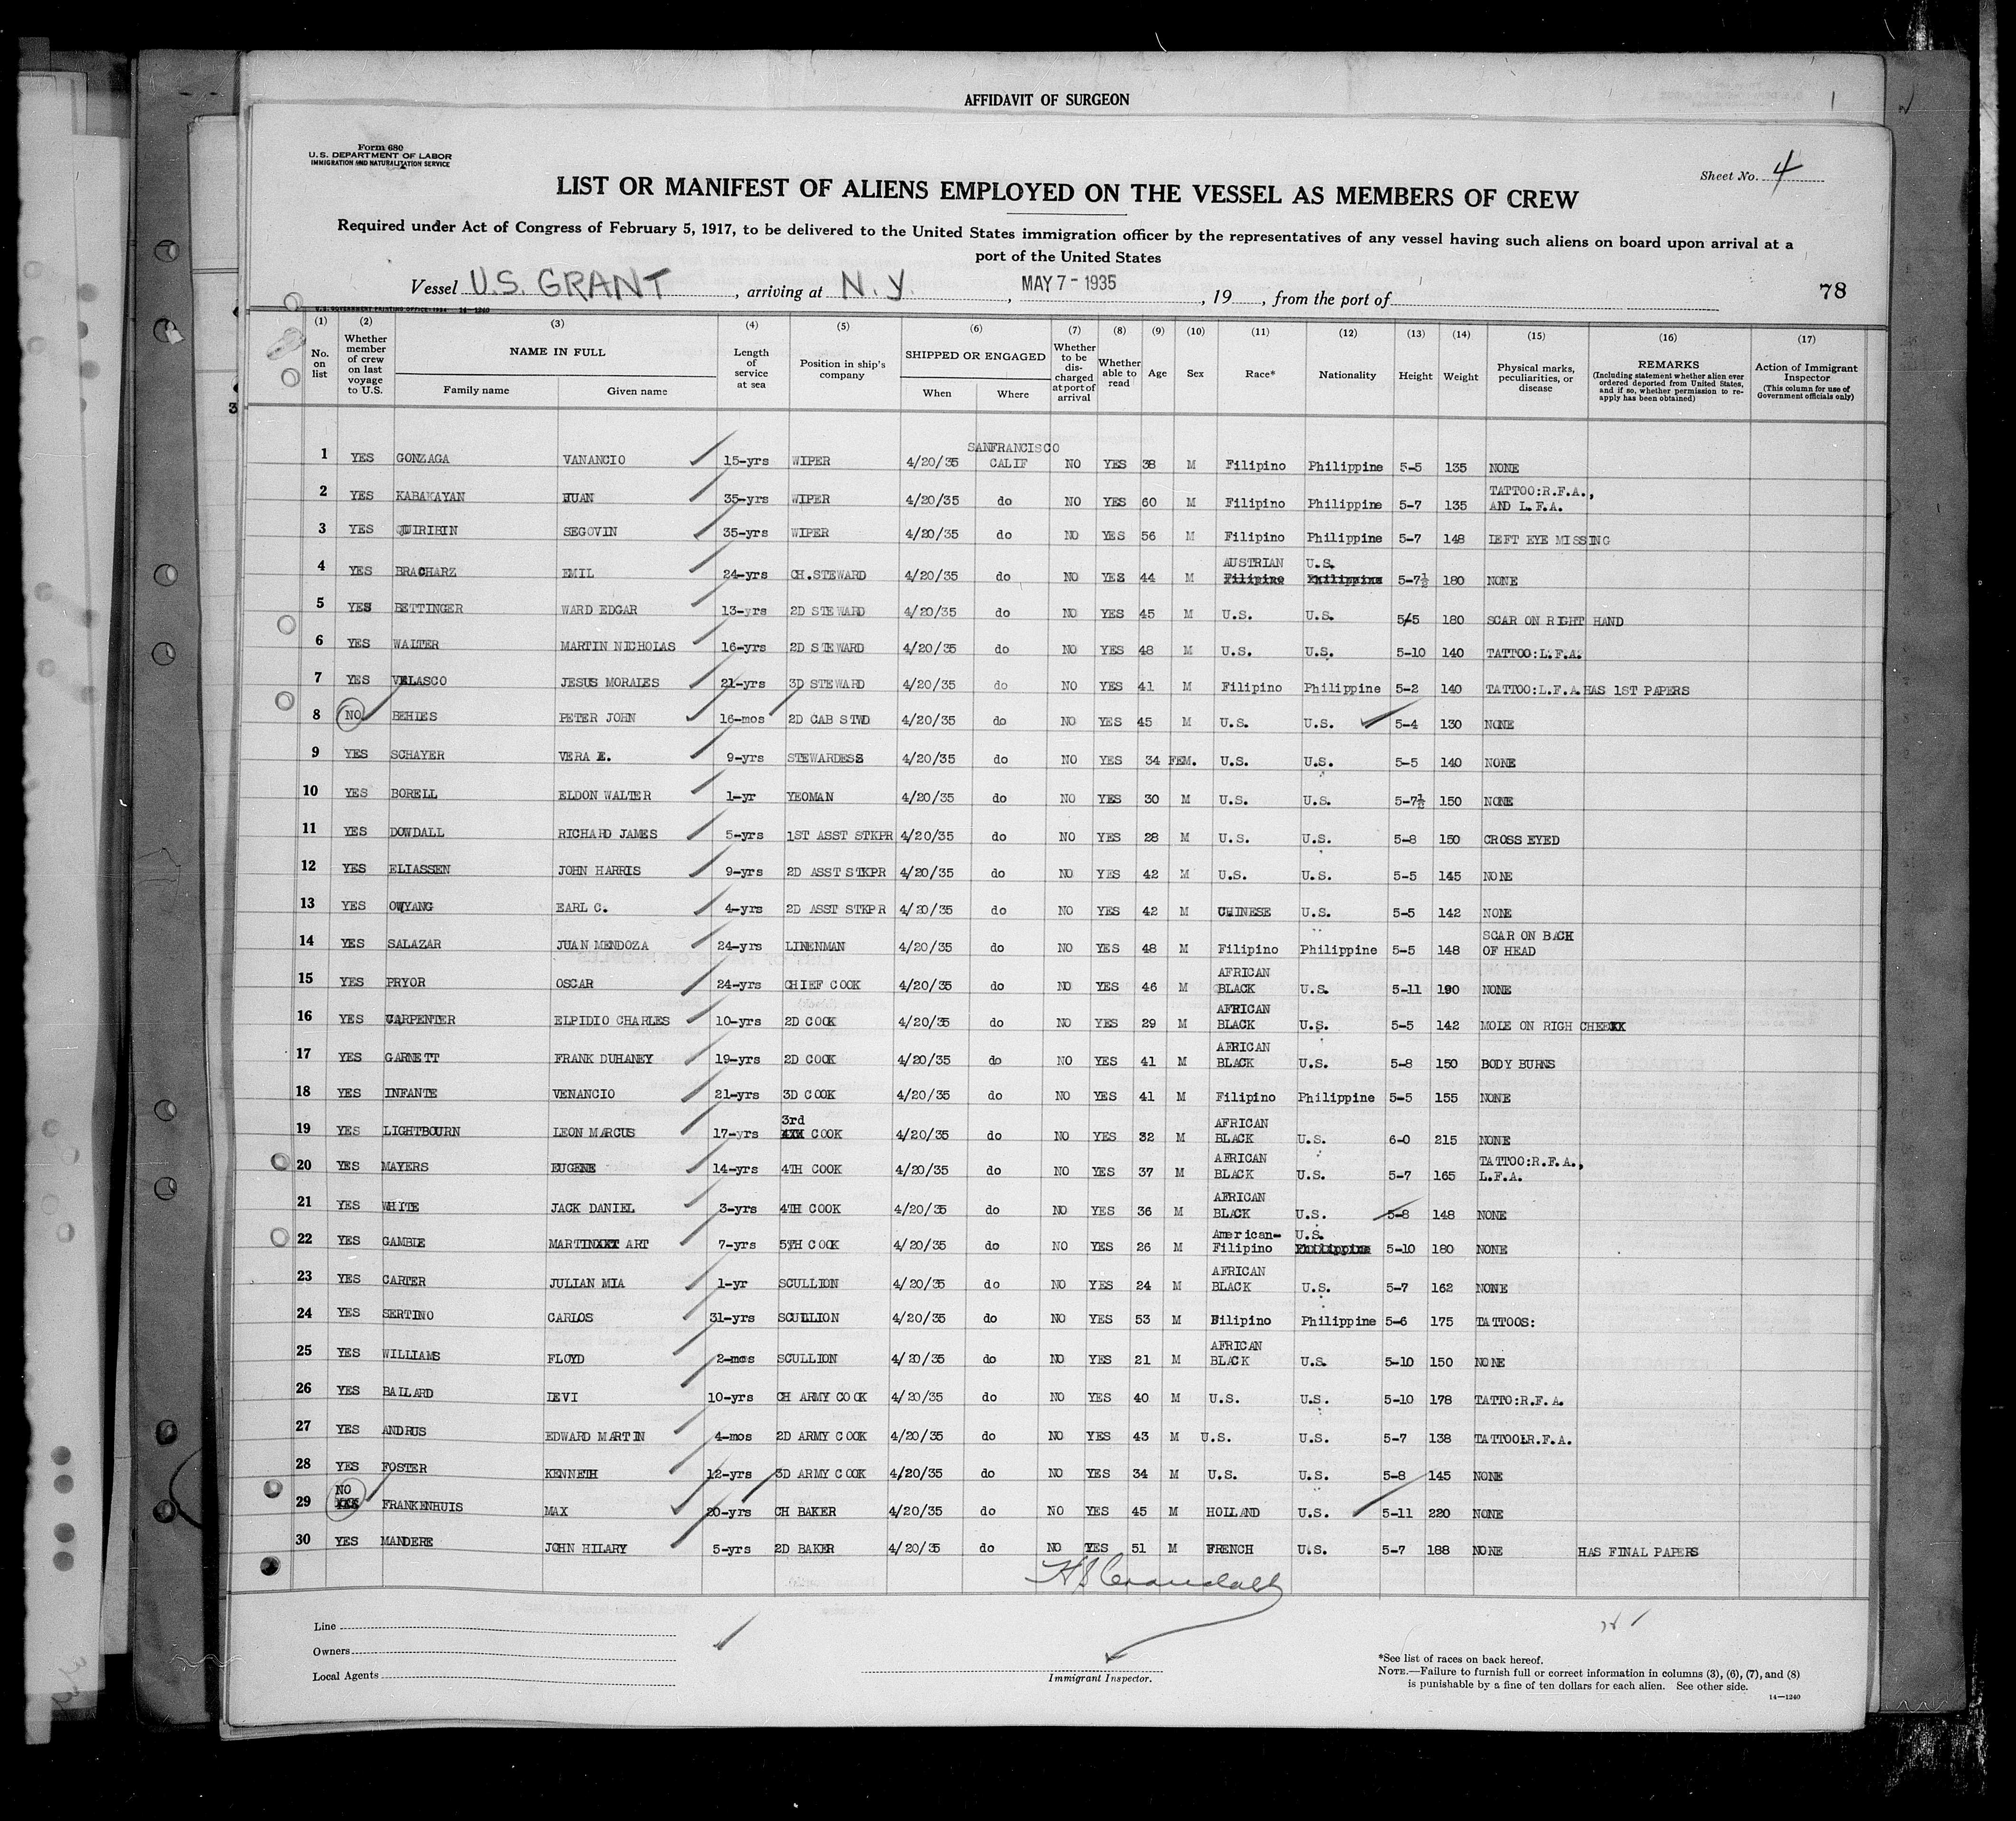 AFFIDAVIT OF SURGEON
Form 680
U.S. DEPARTMENT OF LABOR
IMMIGRATION AND NATURALIZATION SERVICE
Sheet No. 4
LIST OR MANIFEST OF ALIENS EMPLOYED ON THE VESSEL AS MEMBERS OF CREW
Required under Act of Congress of February 5, 1917, to be delivered to the United States immigration officer by the representatives of any vessel having such aliens on board upon arrival at a
port of the United States
Vessel U.S. GRANT, arriving at N.Y., MAY 7-1935, 19, from the port of
78
U.S. GOVERNMENT PRINTING OFFICE: 1934 14—1240
(1) (2) (3) (4) (5) (6) (7) (8) (9) (10) (11) (12) (13) (14) (15) (16) (17)
No. on list
Whether member of crew on last voyage to U.S.
NAME IN FULL
Family name
Given name
Length of service at sea
Position in ship's company
SHIPPED OR ENGAGED
When
Where
Whether to be discharged at port of arrival
Whether able to read
Age
Sex
Race*
Nationality
Height
Weight
Physical marks, peculiarities, or disease
REMARKS
(Including statement whether alien ever ordered deported from United States, and if so, whether permission to reapply has been obtained)
Action of Immigrant Inspector
(This column for use of Government officials only)
1 YES GONZAGA VANANCIO 15-yrs WIPER 4/20/35 SANFRANCISCO CALIF NO YES 38 M Filipino Philippine 5-5 135 NONE
2 YES KABAKAYAN JUAN 35-yrs WIPER 4/20/35 do NO YES 60 M Filipino Philippine 5-7 135 TATTOO:R.F.A., AND L.F.A.
3 YES QUIRIBIN SEGOVIN 35-yrs WIPER 4/20/35 do NO YES 56 M Filipino Philippine 5-7 148 LEFT EYE MISSING
4 YES BRACHARZ EMIL 24-yrs CH.STEWARD 4/20/35 do NO YES 44 M AUSTRIAN Filipino U.S. Philippine 5-7½ 180 NONE
5 YES BETTINGER WARD EDGAR 13-yrs 2D STEWARD 4/20/35 do NO YES 45 M U.S. U.S. 5/5 180 SCAR ON RIGHT HAND
6 YES WALTER MARTIN NICHOLAS 16-yrs 2D STEWARD 4/20/35 do NO YES 48 M U.S. U.S. 5-10 140 TATTOO:L.F.A.
7 YES VELASCO JESUS MORALES 21-yrs 3D STEWARD 4/20/35 do NO YES 41 M Filipino Philippine 5-2 140 TATTOO:L.F.A. HAS 1ST PAPERS
8 NO BEHIES PETER JOHN 16-mos 2D CAB STWD 4/20/35 do NO YES 45 M U.S. U.S. 5-4 130 NONE
9 YES SCHAYER VERA E. 9-yrs STEWARDESS 4/20/35 do NO YES 34 FEM. U.S. U.S. 5-5 140 NONE
10 YES BORELL ELDON WALTER 1-yr YEOMAN 4/20/35 do NO YES 30 M U.S. U.S. 5-7½ 150 NONE
11 YES DOWDALL RICHARD JAMES 5-yrs 1ST ASST STKPR 4/20/35 do NO YES 28 M U.S. U.S. 5-8 150 CROSS EYED
12 YES ELIASSEN JOHN HARRIS 9-yrs 2D ASST STKPR 4/20/35 do NO YES 42 M U.S. U.S. 5-5 145 NONE
13 YES OWYANG EARL C. 4-yrs 2D ASST STKPR 4/20/35 do NO YES 42 M CHINESE U.S. 5-5 142 NONE
14 YES SALAZAR JUAN MENDOZA 24-yrs LINENMAN 4/20/35 do NO YES 48 M Filipino Philippine 5-5 148 SCAR ON BACH OF HEAD
15 YES PRYOR OSCAR 24-yrs CHIEF COOK 4/20/35 do NO YES 46 M AFRICAN BLACK U.S. 5-11 190 NONE
16 YES CARPENTER ELPIDIO CHARLES 10-yrs 2D COOK 4/20/35 do NO YES 29 M AFRICAN BLACK U.S. 5-5 142 MOLE ON RIGH CHEEXX
17 YES GARNETT FRANK DUHANEY 19-yrs 2D COOK 4/20/35 do NO YES 41 M AFRICAN BLACK U.S. 5-8 150 BODY BURNS
18 YES INFANTE VENANCIO 21-yrs 3D COOK 4/20/35 do NO YES 41 M Filipino Philippine 5-5 155 NONE
19 YES LIGHTBOURN LEON MARCUS 17-yrs 3rd COOK 4/20/35 do NO YES 32 M AFRICAN BLACK U.S. 6-0 215 NONE
20 YES MAYERS EUGENE 14-yrs 4TH COOK 4/20/35 do NO YES 37 M AFRICAN BLACK U.S. 5-7 165 TATTOO:R.F.A., L.F.A.
21 YES WHITE JACK DANIEL 3-yrs 4TH COOK 4/20/35 do NO YES 36 M AFRICAN BLACK U.S. 5-8 148 NONE
22 YES GAMBLE MARTINXXT ART 7-yrs 5TH COOK 4/20/35 do NO YES 26 M American-Filipino U.S. Philippine 5-10 180 NONE
23 YES CARTER JULIAN MIA 1-yr SCULLION 4/20/35 do NO YES 24 M AFRICAN BLACK U.S. 5-7 162 NONE
24 YES SERTINO CARLOS 31-yrs SCULLION 4/20/35 do NO YES 53 M Filipino Philippine 5-6 175 TATTOOS:
25 YES WILLIAMS FLOYD 2-mos SCULLION 4/20/35 do NO YES 21 M AFRICAN BLACK U.S. 5-10 150 NONE
26 YES BALLARD LEVI 10-yrs CH ARMY COOK 4/20/35 do NO YES 40 M U.S. U.S. 5-10 178 TATTO:R.F.A.
27 YES ANDRUS EDWARD MARTIN 4-mos 2D ARMY COOK 4/20/35 do NO YES 43 M U.S. U.S. 5-7 138 TATTOO:R.F.A.
28 YES FOSTER KENNETH 12-yrs 3D ARMY COOK 4/20/35 do NO YES 34 M U.S. U.S. 5-8 145 NONE
29 NO FRANKENHUIS MAX 20-yrs CH BAKER 4/20/35 do NO YES 45 M HOLLAND U.S. 5-11 220 NONE
30 YES MANDERE JOHN HILARY 5-yrs 2D BAKER 4/20/35 do NO YES 51 M FRENCH U.S. 5-7 188 NONE HAS FINAL PAPERS
H S Crandall
Line
Owners
Local Agents
Immigrant Inspector.
*See list of races on back hereof.
NOTE.—Failure to furnish full or correct information in columns (3), (6), (7), and (8)
is punishable by a fine of ten dollars for each alien. See other side.
14—1240